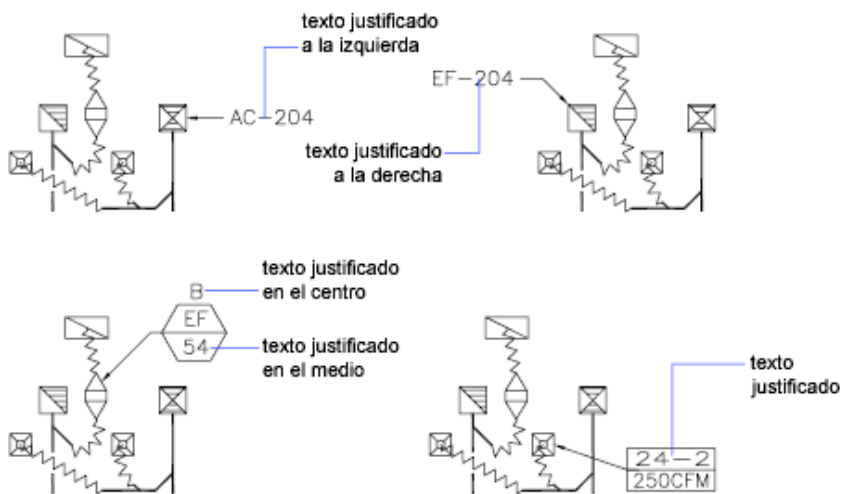 texto justificado
a la izquierda
AC-204
EF-204
texto justificado
a la derecha
texto justificado
en el centro
B
EF
54
texto justificado
en el medio
texto
justificado
24-2
250CFM